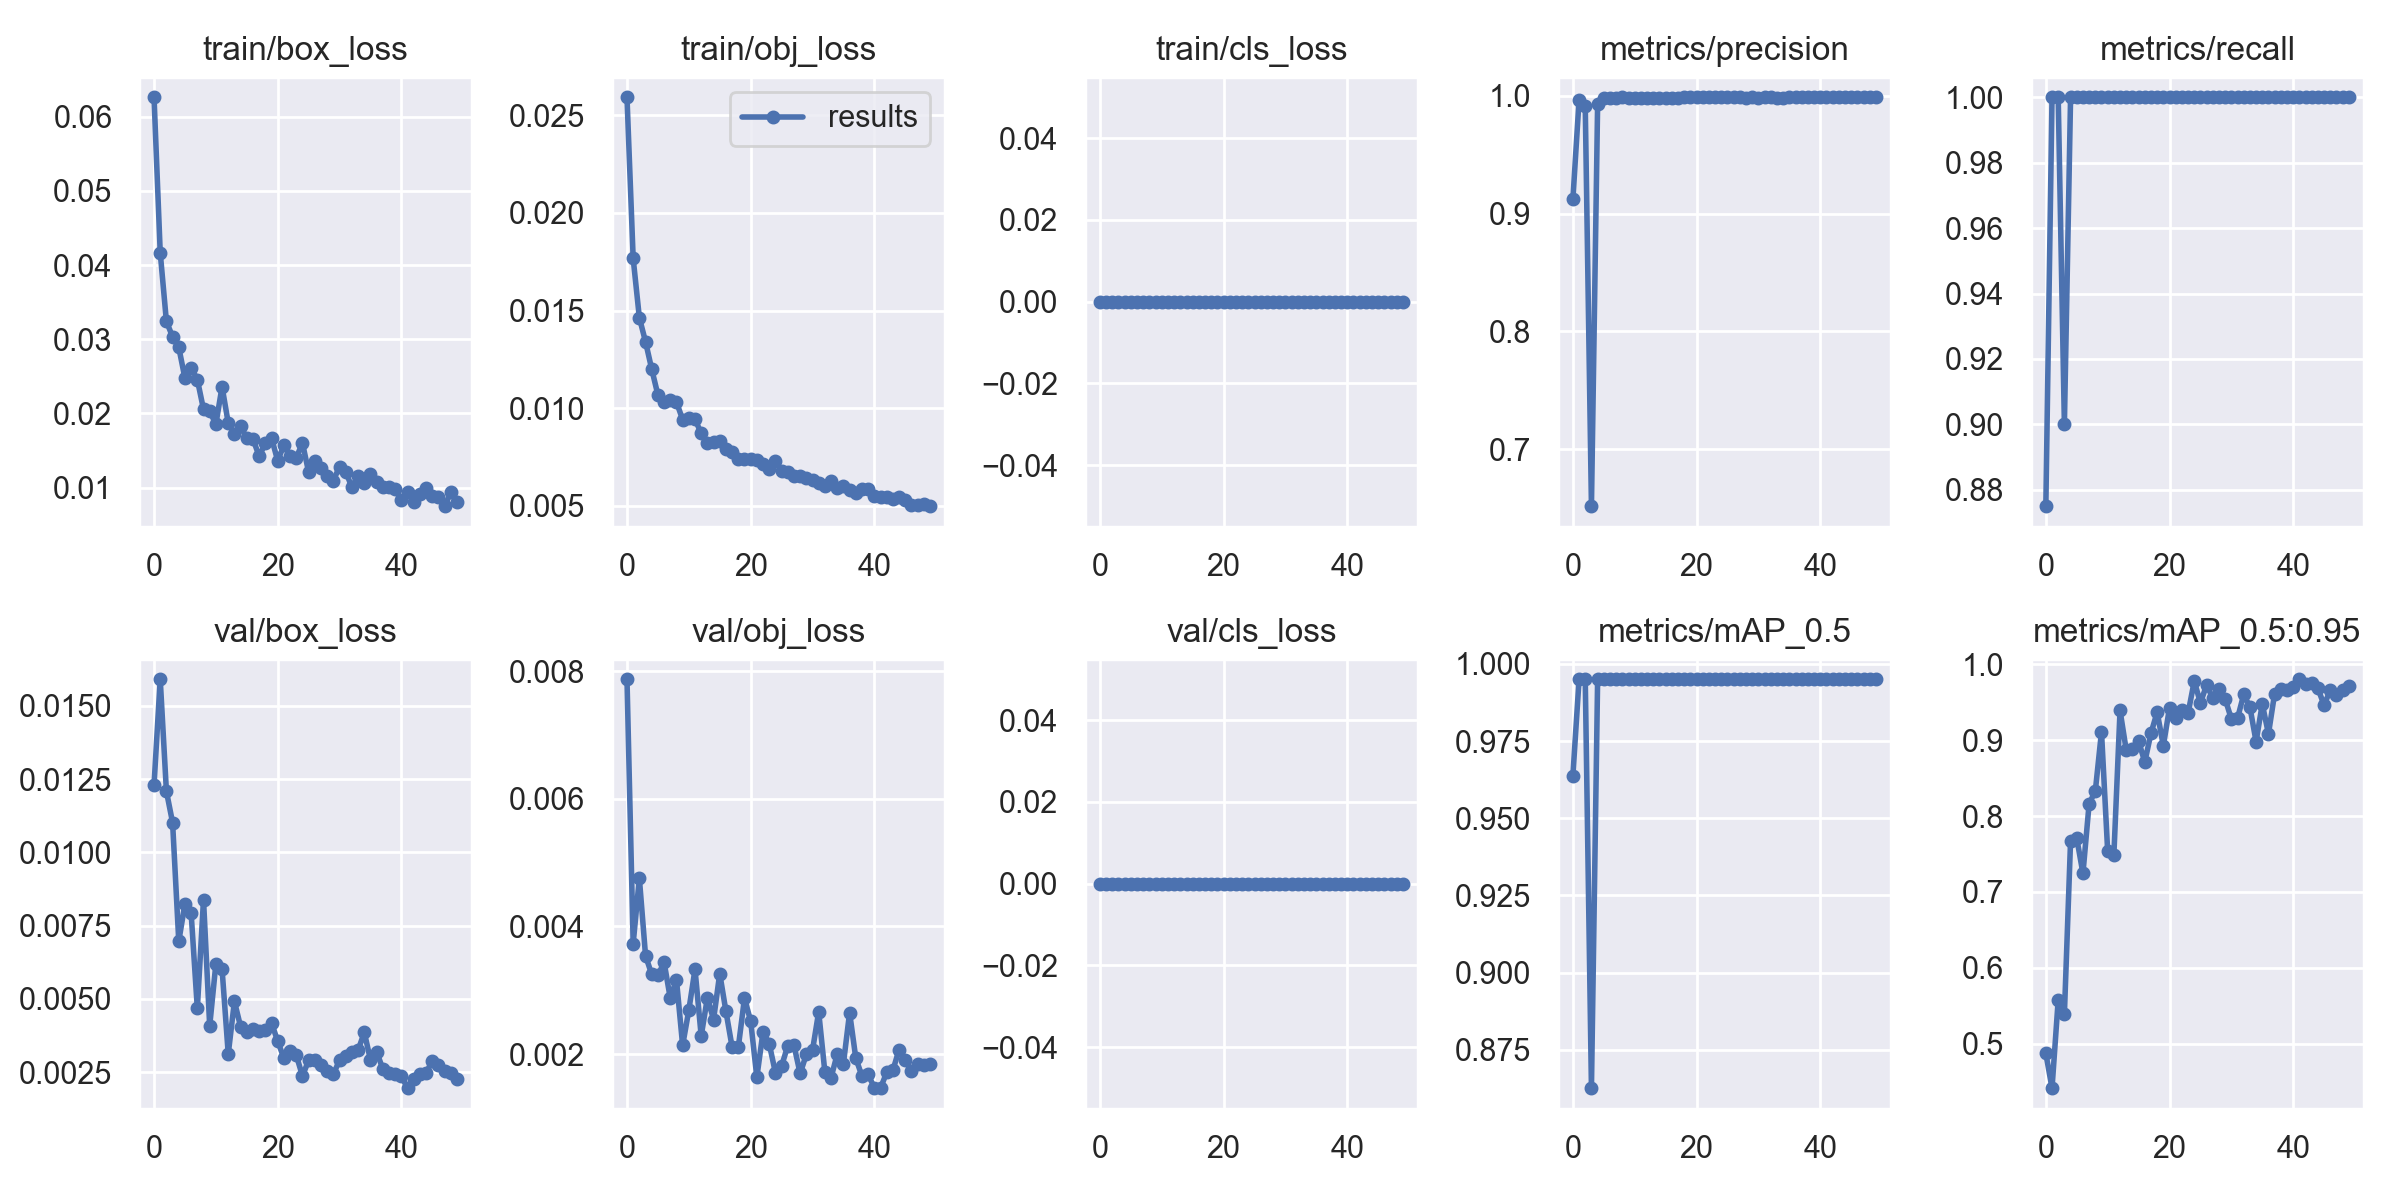 train/box_loss
0.06
0.05
0.04
0.03
0.02
0.01
0 20 40
train/obj_loss
results
0.025
0.020
0.015
0.010
0.005
0 20 40
train/cls_loss
0.04
0.02
0.00
−0.02
−0.04
0 20 40
metrics/precision
1.0
0.9
0.8
0.7
0 20 40
metrics/recall
1.00
0.98
0.96
0.94
0.92
0.90
0.88
0 20 40
val/box_loss
0.0150
0.0125
0.0100
0.0075
0.0050
0.0025
0 20 40
val/obj_loss
0.008
0.006
0.004
0.002
0 20 40
val/cls_loss
0.04
0.02
0.00
−0.02
−0.04
0 20 40
metrics/mAP_0.5
1.000
0.975
0.950
0.925
0.900
0.875
0 20 40
metrics/mAP_0.5:0.95
1.0
0.9
0.8
0.7
0.6
0.5
0 20 40